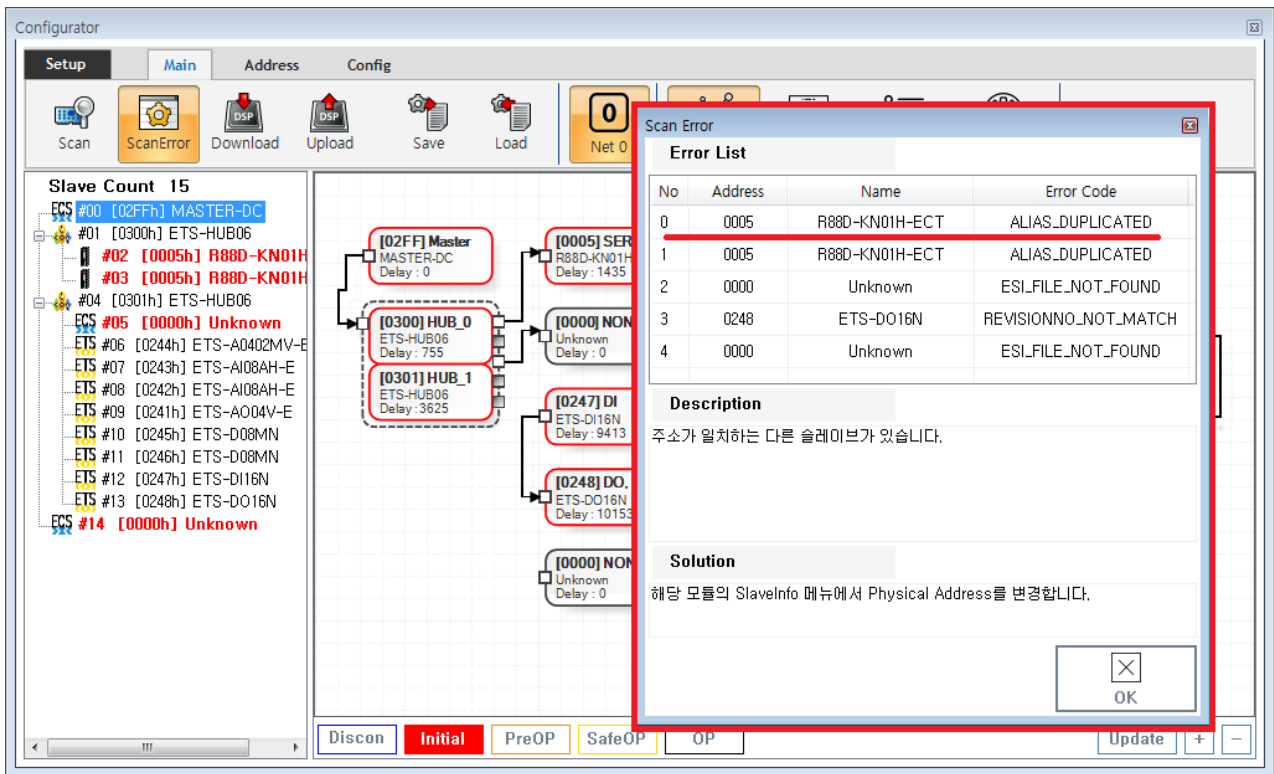 Configurator
Setup Main Address Config
Scan ScanError Download Upload Save Load Net 0
DSP DSP 0
Slave Count 15
#00 [02FFh] MASTER-DC
#01 [0300h] ETS-HUB06
#02 [0005h] R88D-KN01H
#03 [0005h] R88D-KN01H
#04 [0301h] ETS-HUB06
#05 [0000h] Unknown
#06 [0244h] ETS-A0402MV-E
#07 [0243h] ETS-AI08AH-E
#08 [0242h] ETS-AI08AH-E
#09 [0241h] ETS-AO04V-E
#10 [0245h] ETS-D08MN
#11 [0246h] ETS-D08MN
#12 [0247h] ETS-DI16N
#13 [0248h] ETS-DO16N
#14 [0000h] Unknown
[02FF] Master
MASTER-DC
Delay : 0
[0300] HUB_0
ETS-HUB06
Delay : 755
[0301] HUB_1
ETS-HUB06
Delay : 3625
[0005] SER
R88D-KN01H
Delay : 1435
[0000] NON
Unknown
Delay : 0
[0247] DI
ETS-DI16N
Delay : 9413
[0248] DO,
ETS-DO16N
Delay : 10153
[0000] NON
Unknown
Delay : 0
Scan Error
Error List
No Address Name Error Code
0 0005 R88D-KN01H-ECT ALIAS_DUPLICATED
1 0005 R88D-KN01H-ECT ALIAS_DUPLICATED
2 0000 Unknown ESI_FILE_NOT_FOUND
3 0248 ETS-DO16N REVISIONNO_NOT_MATCH
4 0000 Unknown ESI_FILE_NOT_FOUND
Description
주소가 일치하는 다른 슬레이브가 있습니다.
Solution
해당 모듈의 SlaveInfo 메뉴에서 Physical Address를 변경합니다.
OK
Discon Initial PreOP SafeOP OP Update + −